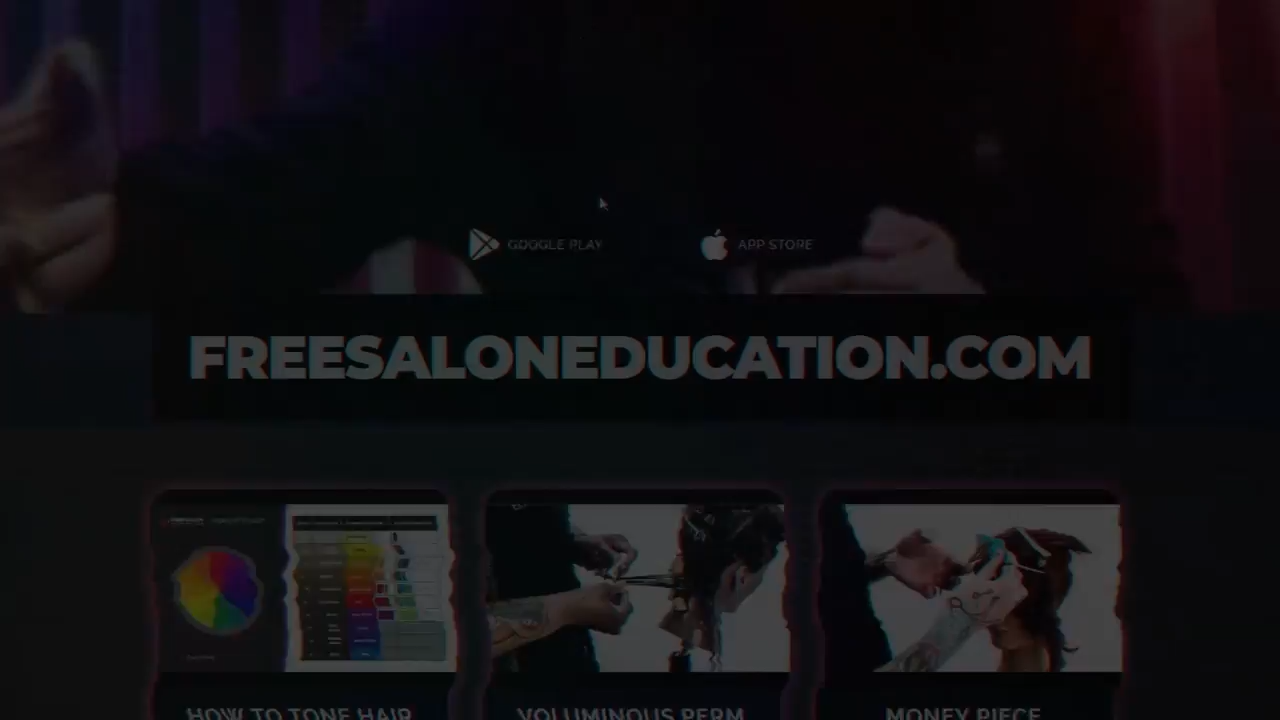 GOOGLE PLAY
APP STORE
FREESALONEDUCATION.COM
HOW TO TONE HAIR
VOLUMINOUS PERM
MONEY PIECE